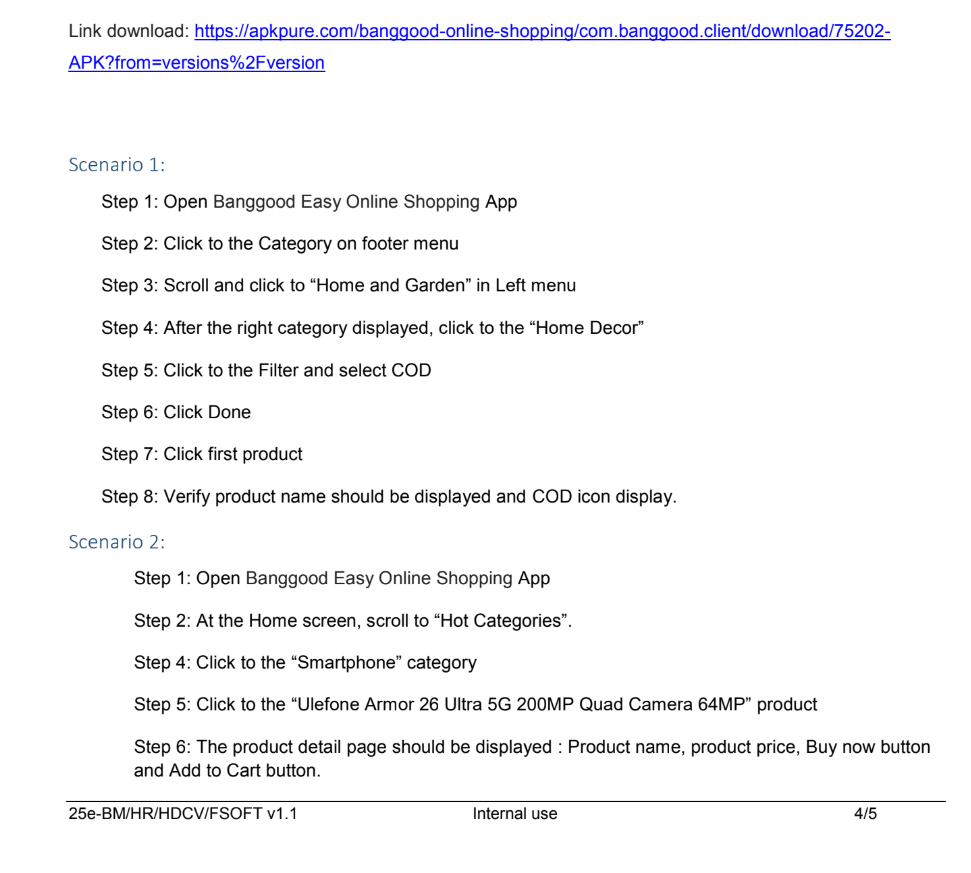 Link download: https://apkpure.com/banggood-online-shopping/com.banggood.client/download/75202-
APK?from=versions%2Fversion
Scenario 1:
Step 1: Open Banggood Easy Online Shopping App
Step 2: Click to the Category on footer menu
Step 3: Scroll and click to “Home and Garden” in Left menu
Step 4: After the right category displayed, click to the “Home Decor”
Step 5: Click to the Filter and select COD
Step 6: Click Done
Step 7: Click first product
Step 8: Verify product name should be displayed and COD icon display.
Scenario 2:
Step 1: Open Banggood Easy Online Shopping App
Step 2: At the Home screen, scroll to “Hot Categories”.
Step 4: Click to the “Smartphone” category
Step 5: Click to the “Ulefone Armor 26 Ultra 5G 200MP Quad Camera 64MP” product
Step 6: The product detail page should be displayed : Product name, product price, Buy now button
and Add to Cart button.
25e-BM/HR/HDCV/FSOFT v1.1 Internal use 4/5